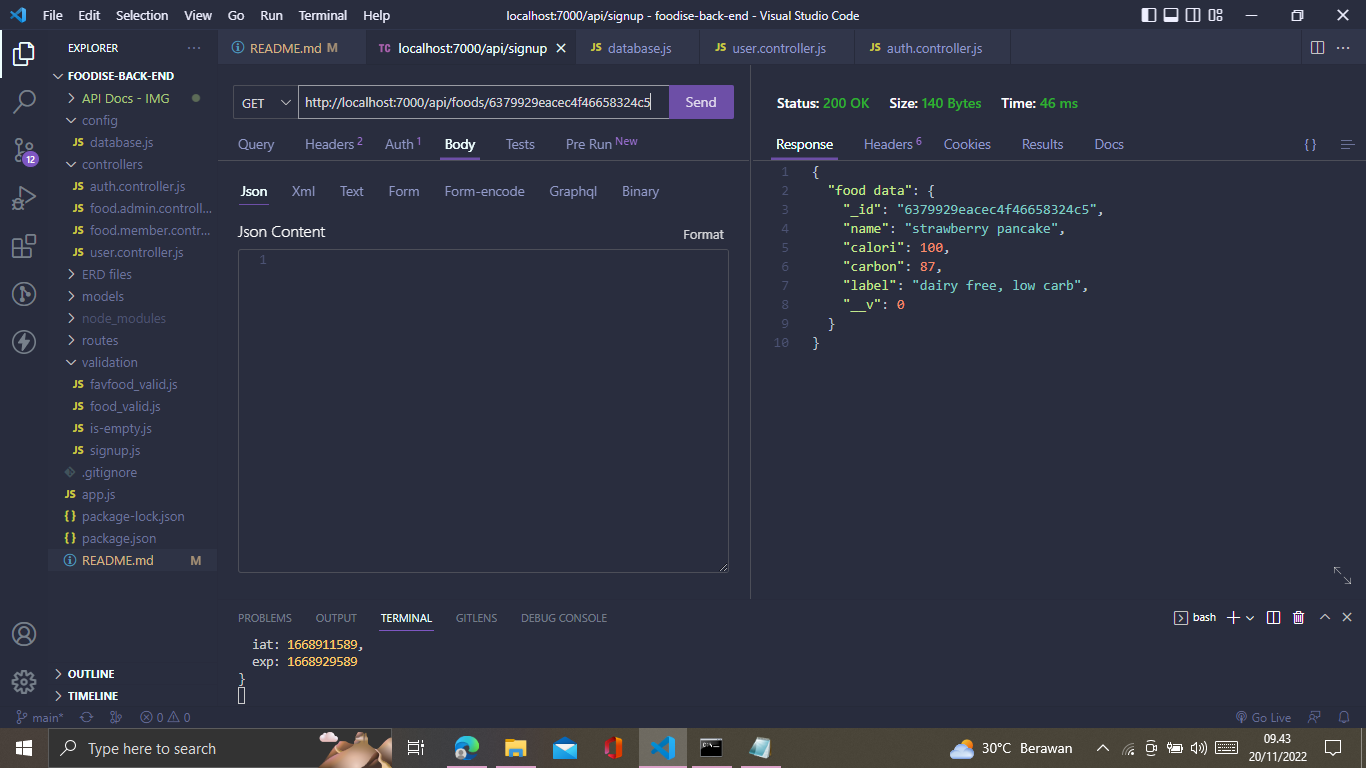 File Edit Selection View Go Run Terminal Help localhost:7000/api/signup - foodise-back-end - Visual Studio Code
EXPLORER ···
README.md M
TC localhost:7000/api/signup
JS database.js
JS user.controller.js
JS auth.controller.js
FOODISE-BACK-END
API Docs - IMG
config
JS database.js
controllers
JS auth.controller.js
JS food.admin.controll...
JS food.member.contr...
JS user.controller.js
ERD files
models
node_modules
routes
validation
JS favfood_valid.js
JS food_valid.js
JS is-empty.js
JS signup.js
.gitignore
JS app.js
{} package-lock.json
{} package.json
README.md M
OUTLINE
TIMELINE
12
GET http://localhost:7000/api/foods/6379929eacec4f46658324c5 Send
Query Headers 2 Auth 1 Body Tests Pre Run New
Json Xml Text Form Form-encode Graphql Binary
Json Content Format
1
Status: 200 OK Size: 140 Bytes Time: 46 ms
Response Headers 6 Cookies Results Docs {}
1 {
2 "food data": {
3 "_id": "6379929eacec4f46658324c5",
4 "name": "strawberry pancake",
5 "calori": 100,
6 "carbon": 87,
7 "label": "dairy free, low carb",
8 "__v": 0
9 }
10 }
PROBLEMS OUTPUT TERMINAL GITLENS DEBUG CONSOLE bash
iat: 1668911589,
exp: 1668929589
}
main* 0 0 Go Live
Type here to search 30°C Berawan 09.43
20/11/2022